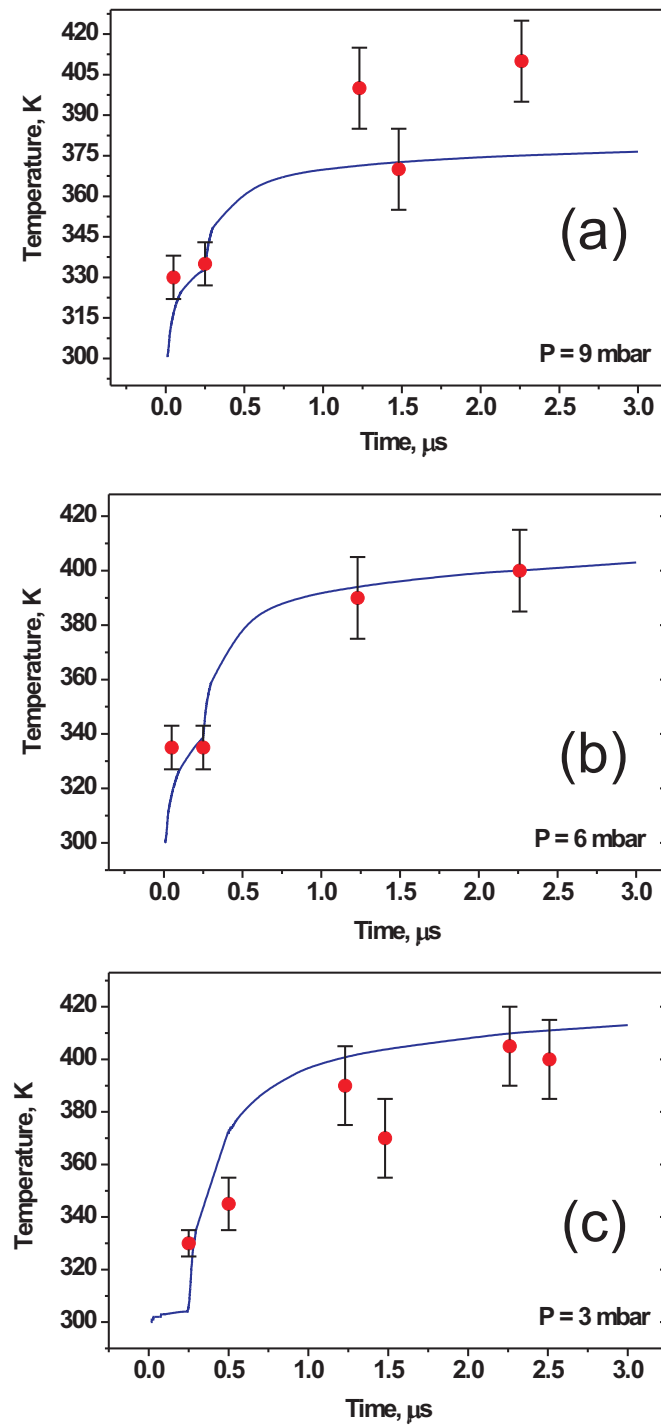 420
405
390
375
360
345
330
315
300
Temperature, K
(a)
P = 9 mbar
0.0 0.5 1.0 1.5 2.0 2.5 3.0
Time, μs
420
400
380
360
340
320
300
Temperature, K
(b)
P = 6 mbar
0.0 0.5 1.0 1.5 2.0 2.5 3.0
Time, μs
420
400
380
360
340
320
300
Temperature, K
(c)
P = 3 mbar
0.0 0.5 1.0 1.5 2.0 2.5 3.0
Time, μs